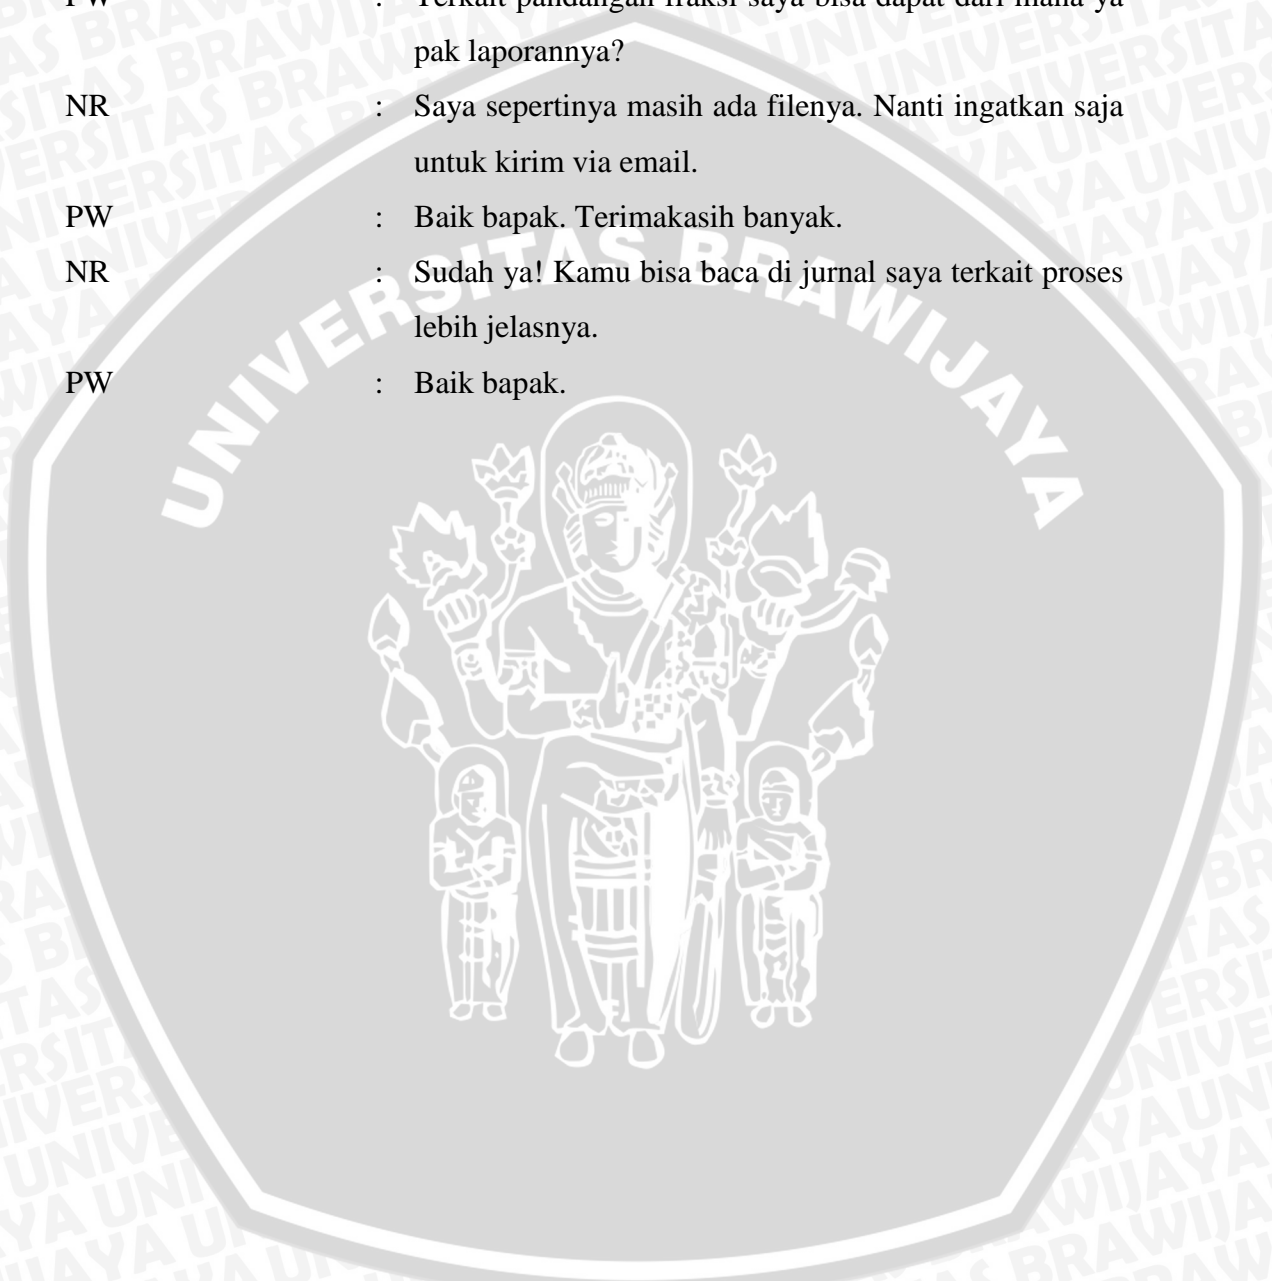 PW : Terkait pandangan fraksi saya bisa dapat dari mana ya
pak laporannya?
NR : Saya sepertinya masih ada filenya. Nanti ingatkan saja
untuk kirim via email.
PW : Baik bapak. Terimakasih banyak.
NR : Sudah ya! Kamu bisa baca di jurnal saya terkait proses
lebih jelasnya.
PW : Baik bapak.
UNIVERSITAS BRAWIJAYA